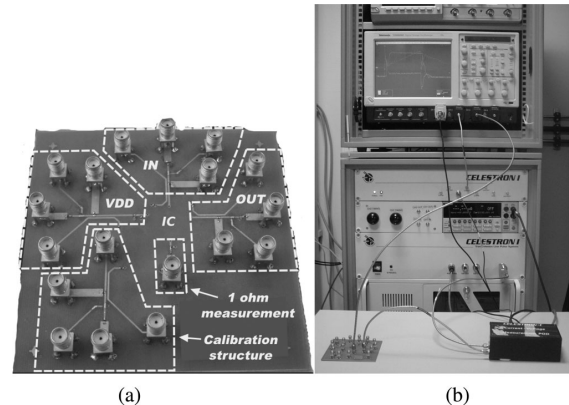 IN
VDD
OUT
IC
1 ohm
measurement
Calibration
structure
CELESTRON I
CELESTRON I
(a)
(b)